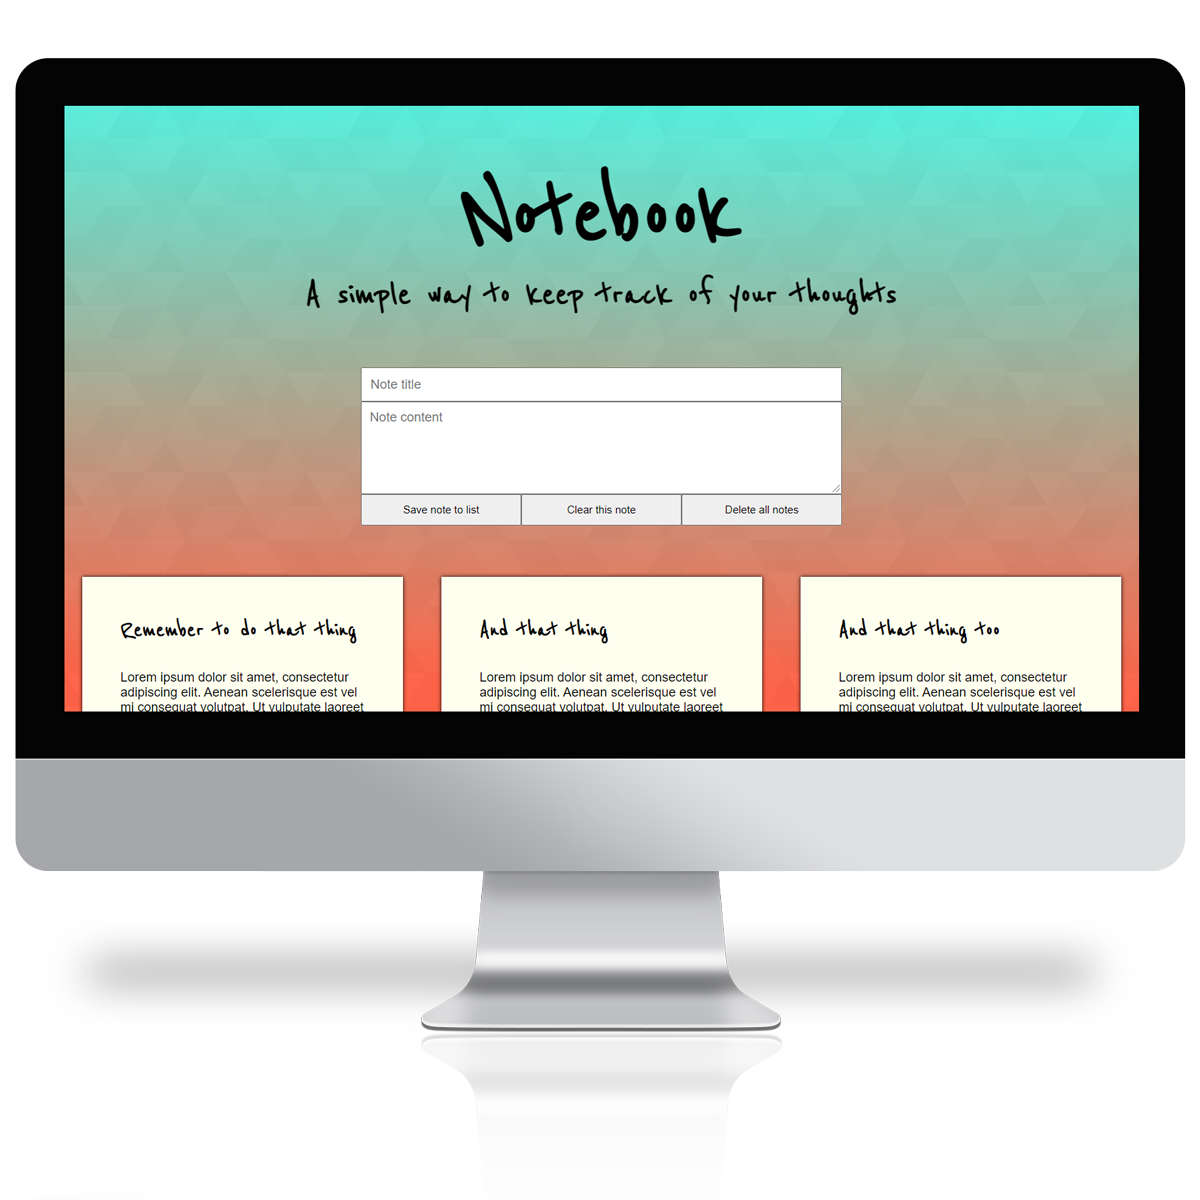 Notebook
A simple way to keep track of your thoughts
Note title
Note content
Save note to list
Clear this note
Delete all notes
Remember to do that thing
Lorem ipsum dolor sit amet, consectetur
adipiscing elit. Aenean scelerisque est vel
mi consequat volutpat. Ut vulputate laoreet
And that thing
Lorem ipsum dolor sit amet, consectetur
adipiscing elit. Aenean scelerisque est vel
mi consequat volutpat. Ut vulputate laoreet
And that thing too
Lorem ipsum dolor sit amet, consectetur
adipiscing elit. Aenean scelerisque est vel
mi consequat volutpat. Ut vulputate laoreet